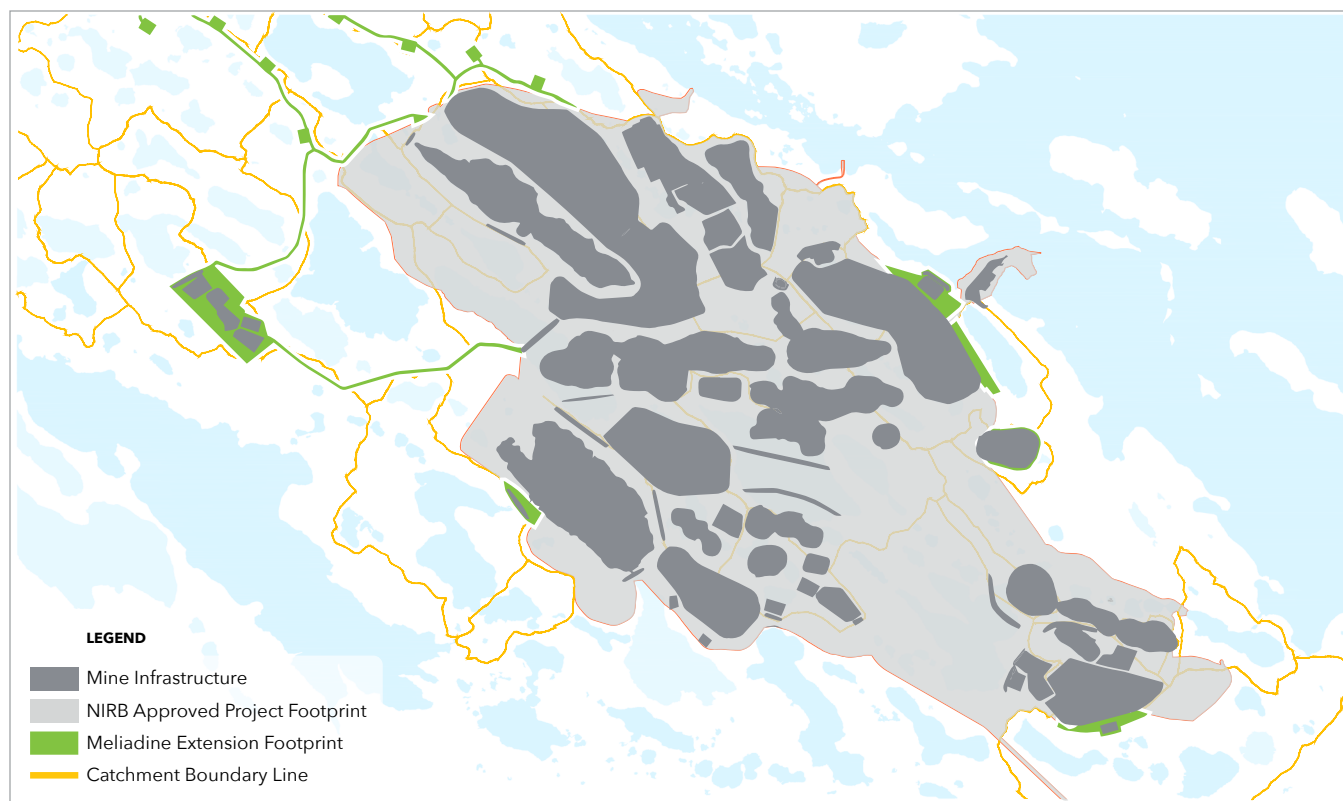 LEGEND
Mine Infrastructure
NIRB Approved Project Footprint
Meliadine Extension Footprint
Catchment Boundary Line